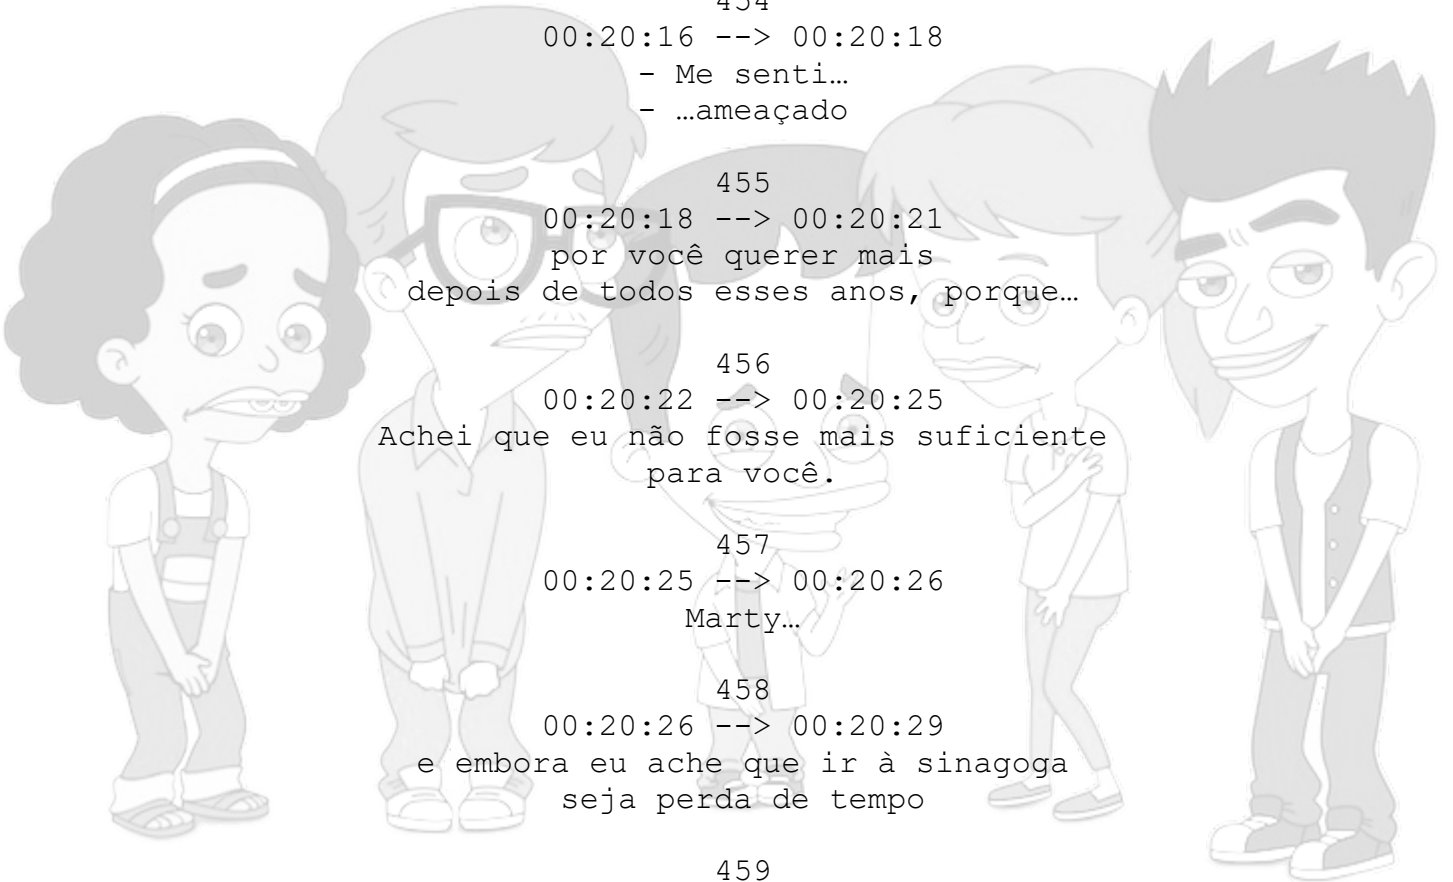 454
00:20:16 --> 00:20:18
- Me senti…
- …ameaçado
455
00:20:18 --> 00:20:21
por você querer mais
depois de todos esses anos, porque…
456
00:20:22 --> 00:20:25
Achei que eu não fosse mais suficiente
para você.
457
00:20:25 --> 00:20:26
Marty…
458
00:20:26 --> 00:20:29
e embora eu ache que ir à sinagoga
seja perda de tempo
459